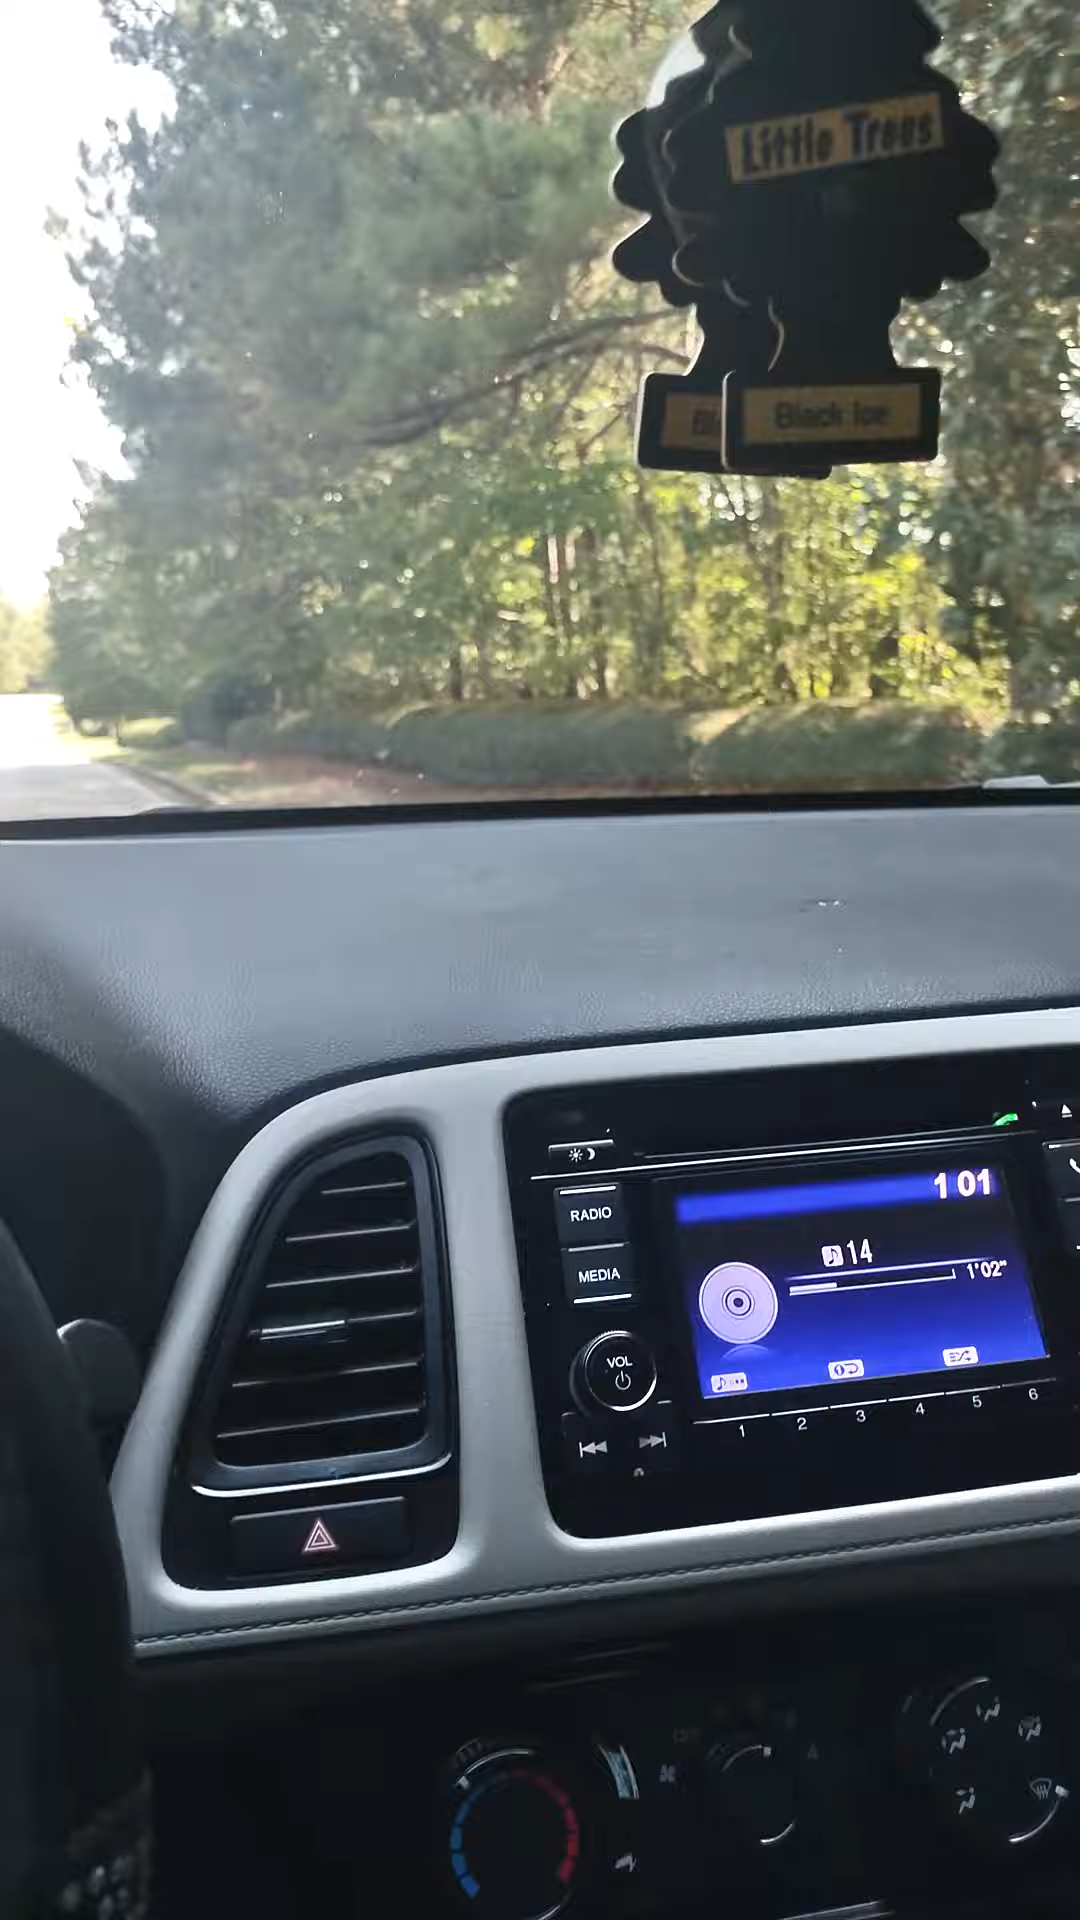 Little Trees
Black Ice
RADIO
1 01
14
MEDIA
1'02"
VOL
1 2 3 4 5 6